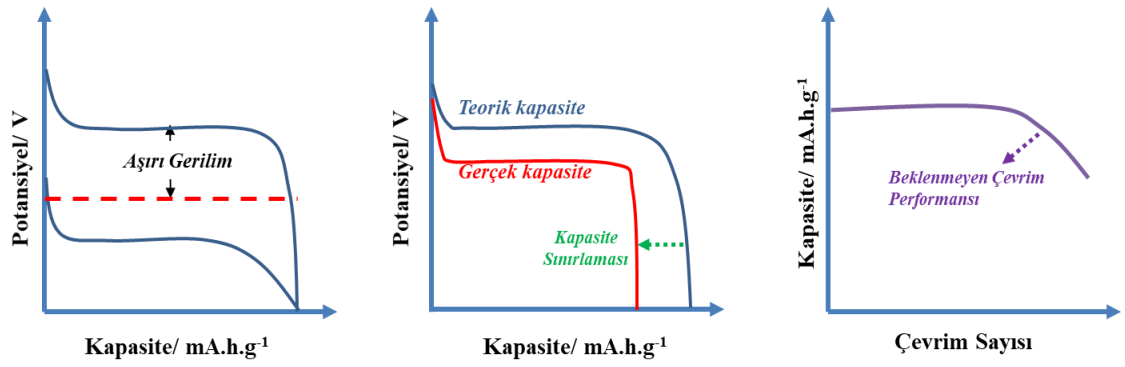 Potansiyel/ V
Aşırı Gerilim
Kapasite/ mA.h.g-1
Potansiyel/ V
Teorik kapasite
Gerçek kapasite
Kapasite
Sınırlaması
Kapasite/ mA.h.g-1
Kapasite/ mA.h.g-1
Beklenmeyen Çevrim
Performansı
Çevrim Sayısı